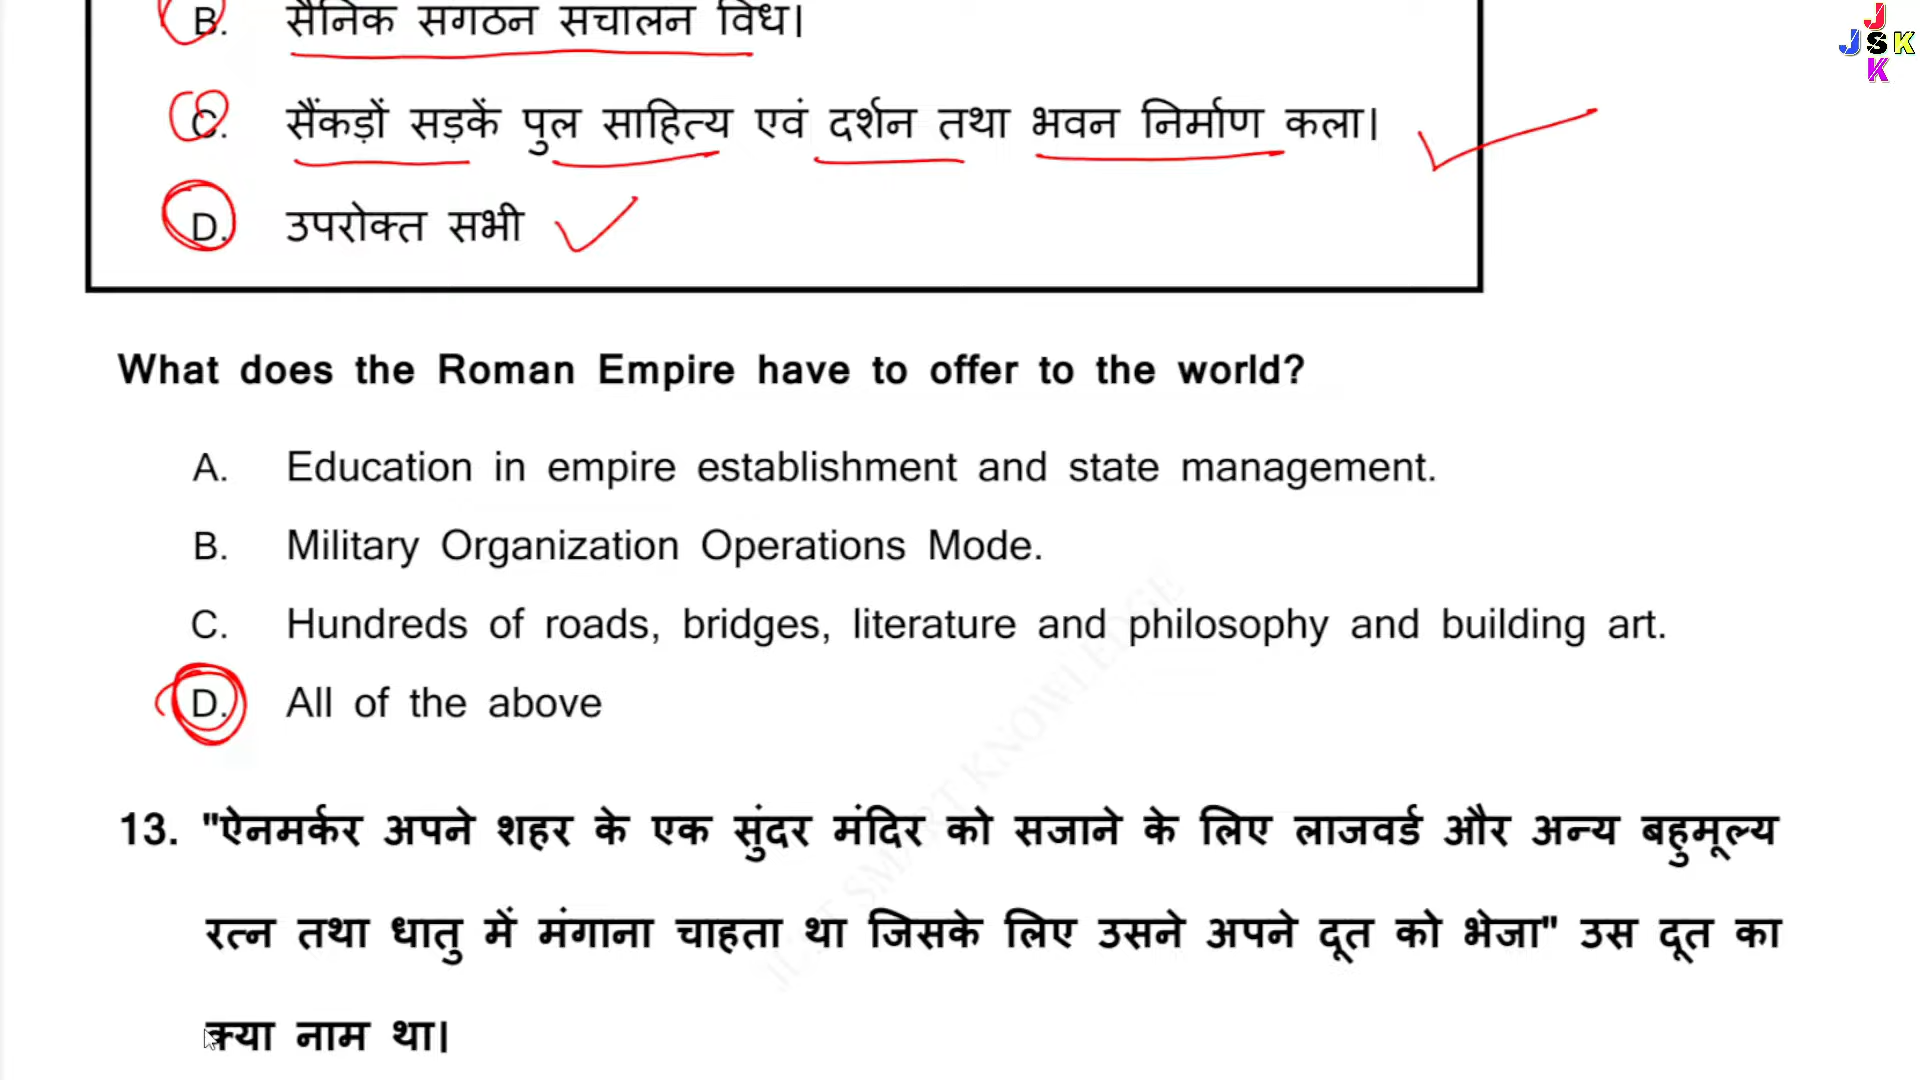 J
JSK
K
B. सैनिक सगठन सचालन विध।
C. सैंकड़ों सड़कें पुल साहित्य एवं दर्शन तथा भवन निर्माण कला।
D. उपरोक्त सभी
What does the Roman Empire have to offer to the world?
A. Education in empire establishment and state management.
B. Military Organization Operations Mode.
C. Hundreds of roads, bridges, literature and philosophy and building art.
D. All of the above
13. "ऐनमर्कर अपने शहर के एक सुंदर मंदिर को सजाने के लिए लाजवर्ड और अन्य बहुमूल्य
रत्न तथा धातु में मंगाना चाहता था जिसके लिए उसने अपने दूत को भेजा" उस दूत का
क्या नाम था।